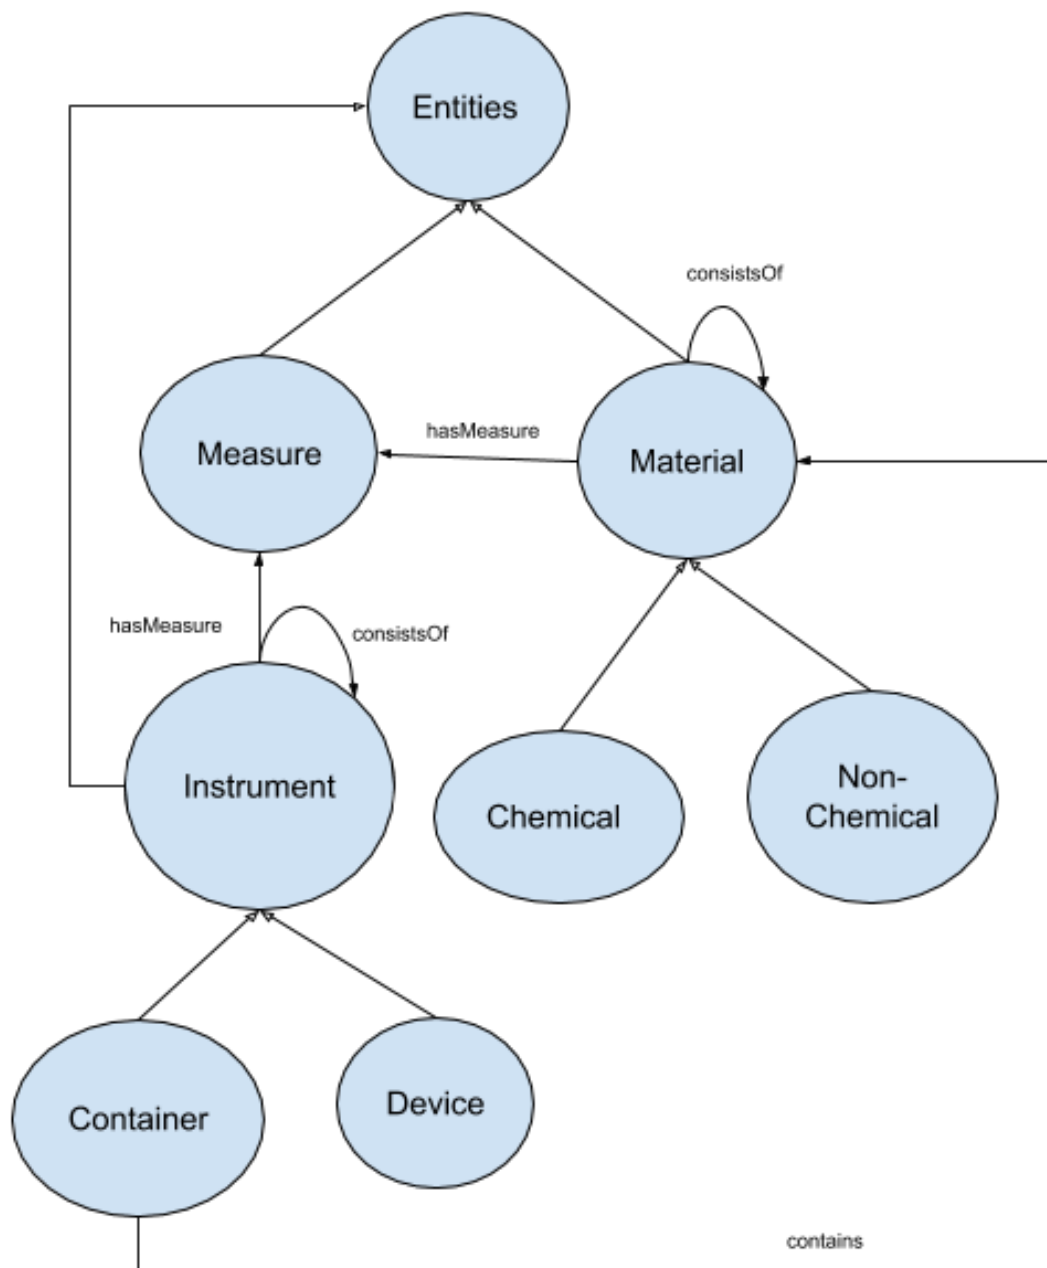 Entities
consistsOf
hasMeasure
Measure
Material
hasMeasure
consistsOf
Instrument
Chemical
Non-
Chemical
Container
Device
contains